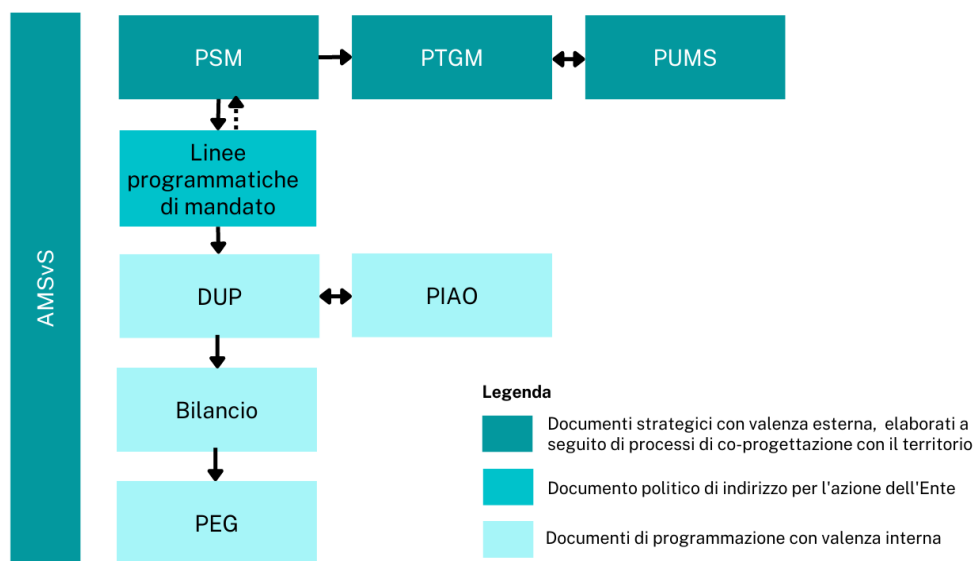 AMSvS
PSM
PTGM
PUMS
Linee
programmatiche
di mandato
DUP
PIAO
Bilancio
PEG
Legenda
Documenti strategici con valenza esterna, elaborati a
seguito di processi di co-progettazione con il territorio
Documento politico di indirizzo per l'azione dell'Ente
Documenti di programmazione con valenza interna